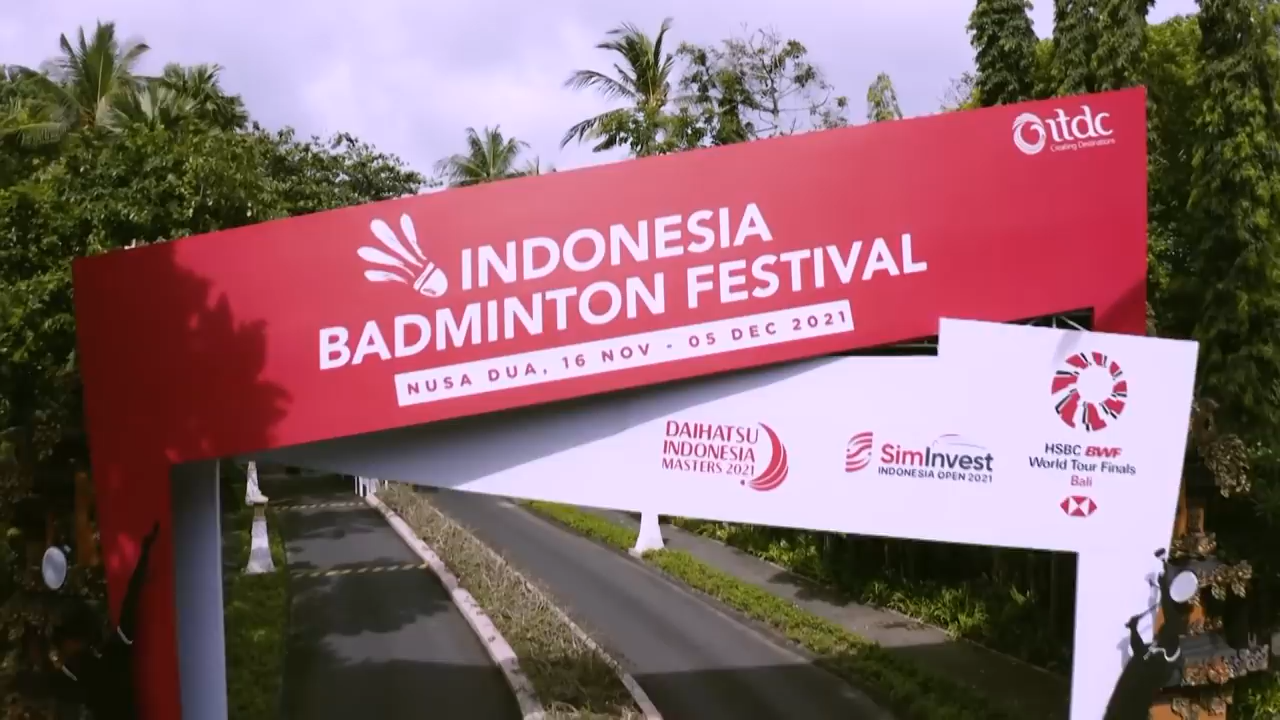 itdc
Creating Destinations
INDONESIA
BADMINTON FESTIVAL
NUSA DUA, 16 NOV - 05 DEC 2021
DAIHATSU
INDONESIA
MASTERS 2021
SimInvest
INDONESIA OPEN 2021
HSBC BWF
World Tour Finals
Bali